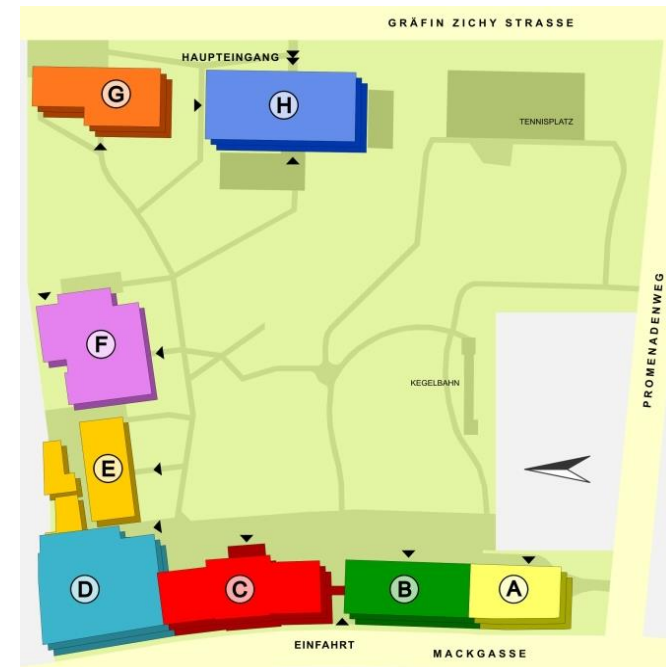 GRÄFIN ZICHY STRASSE
HAUPTEINGANG
G
H
TENNISPLATZ
F
PROMENADENWEG
KEGELBAHN
E
D
C
B
A
EINFAHRT
MACKGASSE